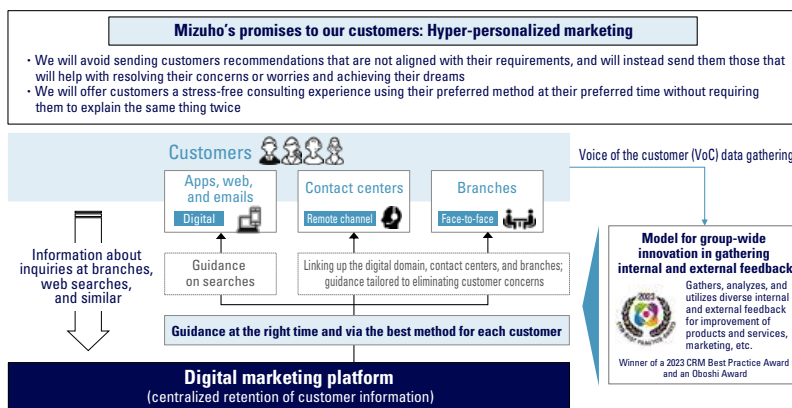 Mizuho's promises to our customers: Hyper-personalized marketing
・We will avoid sending customers recommendations that are not aligned with their requirements, and will instead send them those that
will help with resolving their concerns or worries and achieving their dreams
・We will offer customers a stress-free consulting experience using their preferred method at their preferred time without requiring
them to explain the same thing twice
Customers
Voice of the customer (VoC) data gathering
Apps, web,
and emails
Digital
Contact centers
Remote channel
Branches
Face-to-face
Information about
inquiries at branches,
web searches,
and similar
Guidance
on searches
Linking up the digital domain, contact centers, and branches;
guidance tailored to eliminating customer concerns
Guidance at the right time and via the best method for each customer
Digital marketing platform
(centralized retention of customer information)
Model for group-wide
innovation in gathering
internal and external feedback
2023
CRM BEST PRACTICE AWARD
Gathers, analyzes, and
utilizes diverse internal
and external feedback
for improvement of
products and services,
marketing, etc.
Winner of a 2023 CRM Best Practice Award
and an Oboshi Award